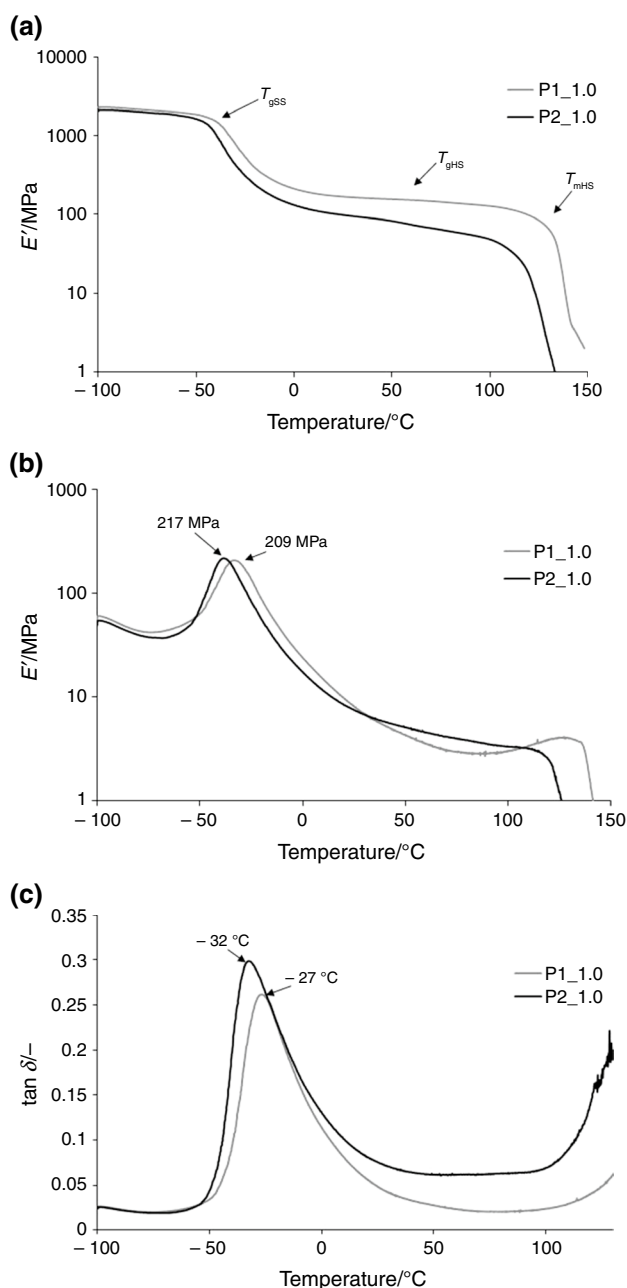 (a)
10000
1000
100
10
1
E′/MPa
T gSS
T gHS
T mHS
P1_1.0
P2_1.0
– 100
– 50
0
50
100
150
Temperature/°C
(b)
1000
100
10
1
E′/MPa
217 MPa
209 MPa
P1_1.0
P2_1.0
– 100
– 50
0
50
100
150
Temperature/°C
(c)
0.35
0.3
0.25
0.2
0.15
0.1
0.05
0
tan δ/–
– 32 °C
– 27 °C
P1_1.0
P2_1.0
– 100
– 50
0
50
100
Temperature/°C